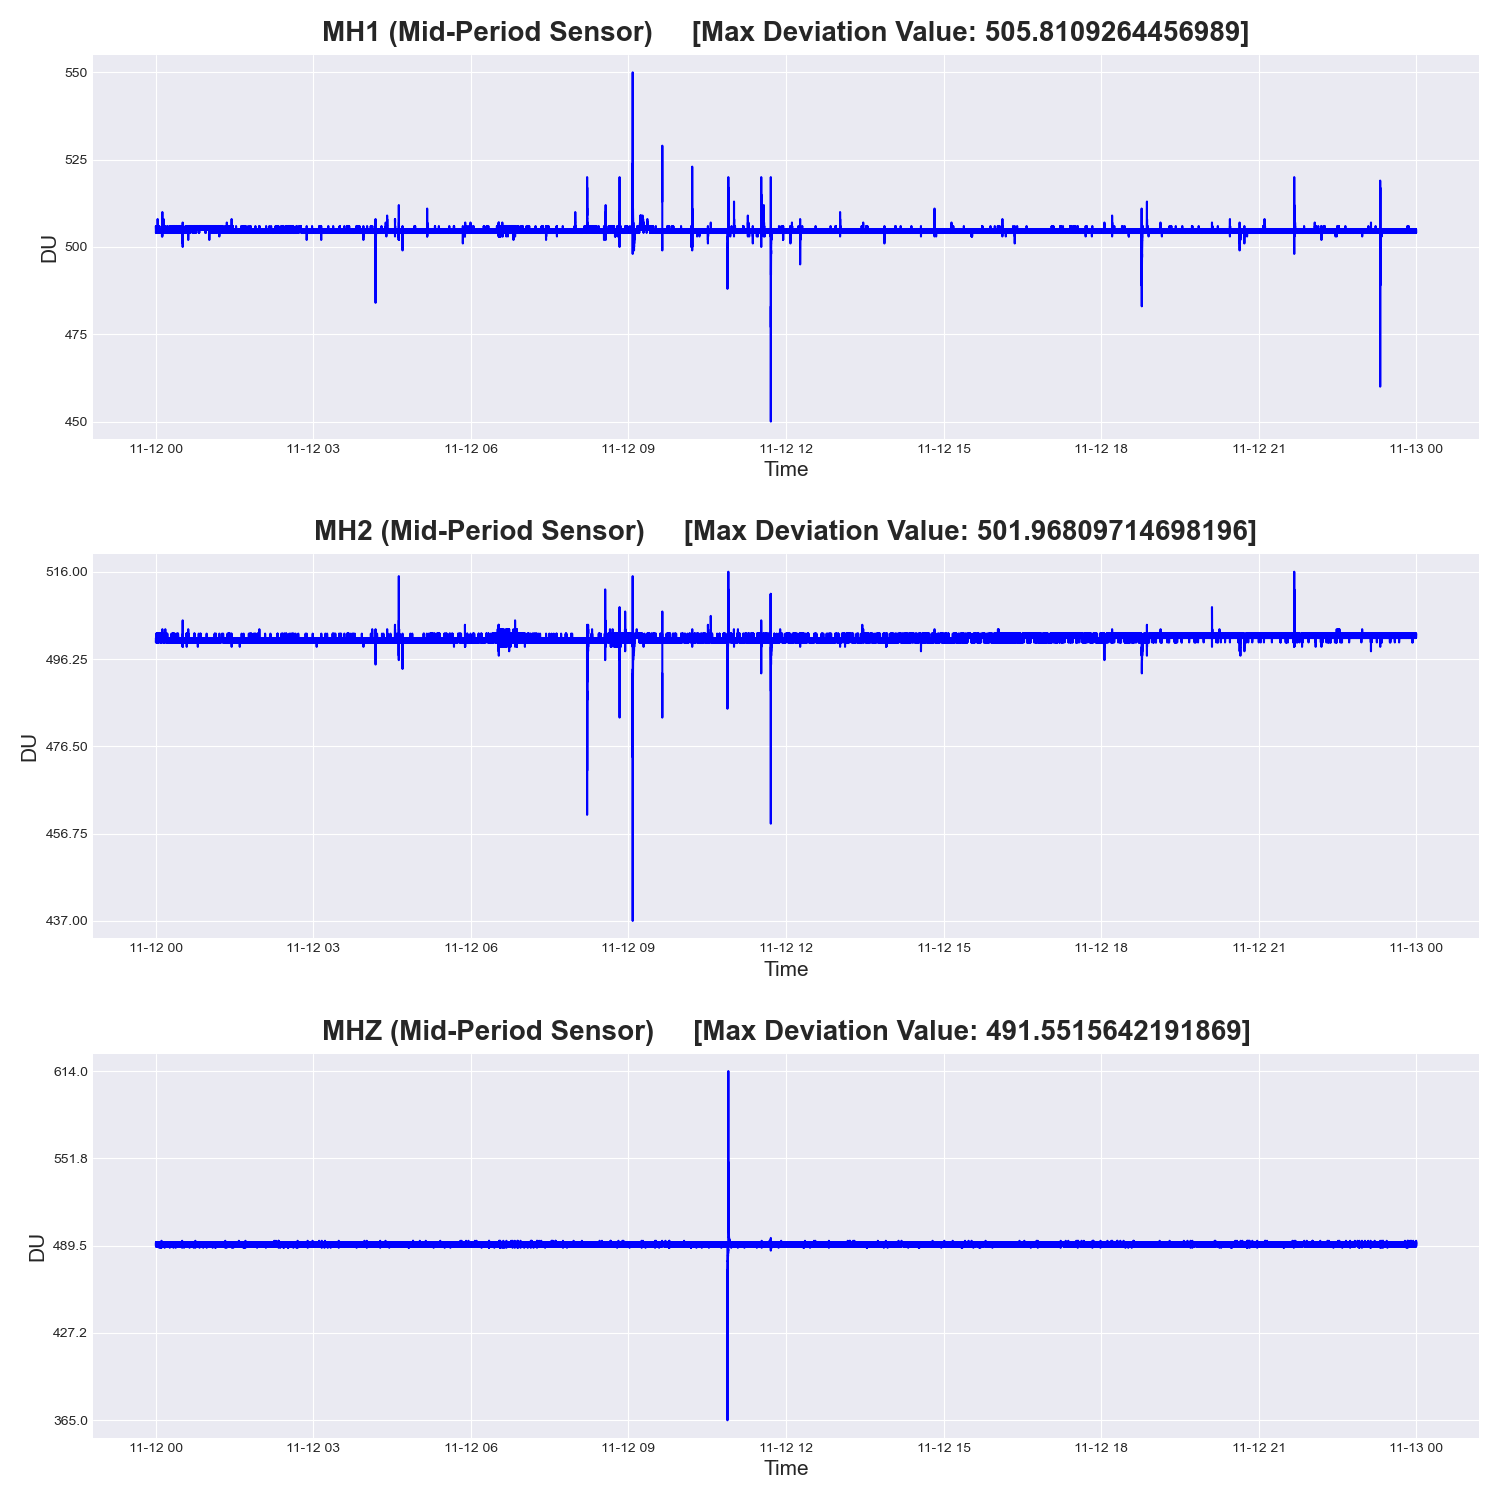 MH1 (Mid-Period Sensor) [Max Deviation Value: 505.8109264456989]
550
525
500
475
450
DU
11-12 00 11-12 03 11-12 06 11-12 09 11-12 12 11-12 15 11-12 18 11-12 21 11-13 00
Time
MH2 (Mid-Period Sensor) [Max Deviation Value: 501.96809714698196]
516.00
496.25
476.50
456.75
437.00
DU
11-12 00 11-12 03 11-12 06 11-12 09 11-12 12 11-12 15 11-12 18 11-12 21 11-13 00
Time
MHZ (Mid-Period Sensor) [Max Deviation Value: 491.5515642191869]
614.0
551.8
489.5
427.2
365.0
DU
11-12 00 11-12 03 11-12 06 11-12 09 11-12 12 11-12 15 11-12 18 11-12 21 11-13 00
Time